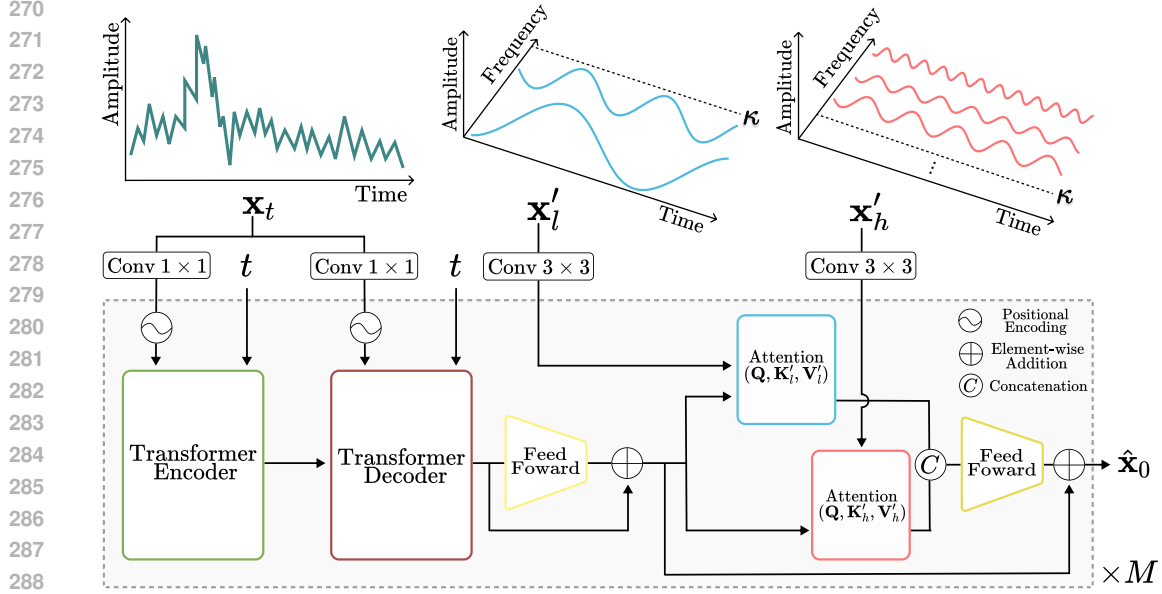 270
271
272
273
274
275
276
277
278
279
280
281
282
283
284
285
286
287
288
Amplitude
Time
Amplitude
Frequency
Time
κ
Amplitude
Frequency
⋮
Time
κ
x_t
x′_l
x′_h
Conv 1 × 1
t
Conv 1 × 1
t
Conv 3 × 3
Conv 3 × 3
Positional
Encoding
Element-wise
Addition
C
Concatenation
Transformer
Encoder
Transformer
Decoder
Feed
Foward
Attention
(Q, K′_l, V′_l)
Attention
(Q, K′_h, V′_h)
C
Feed
Foward
x̂_0
×M